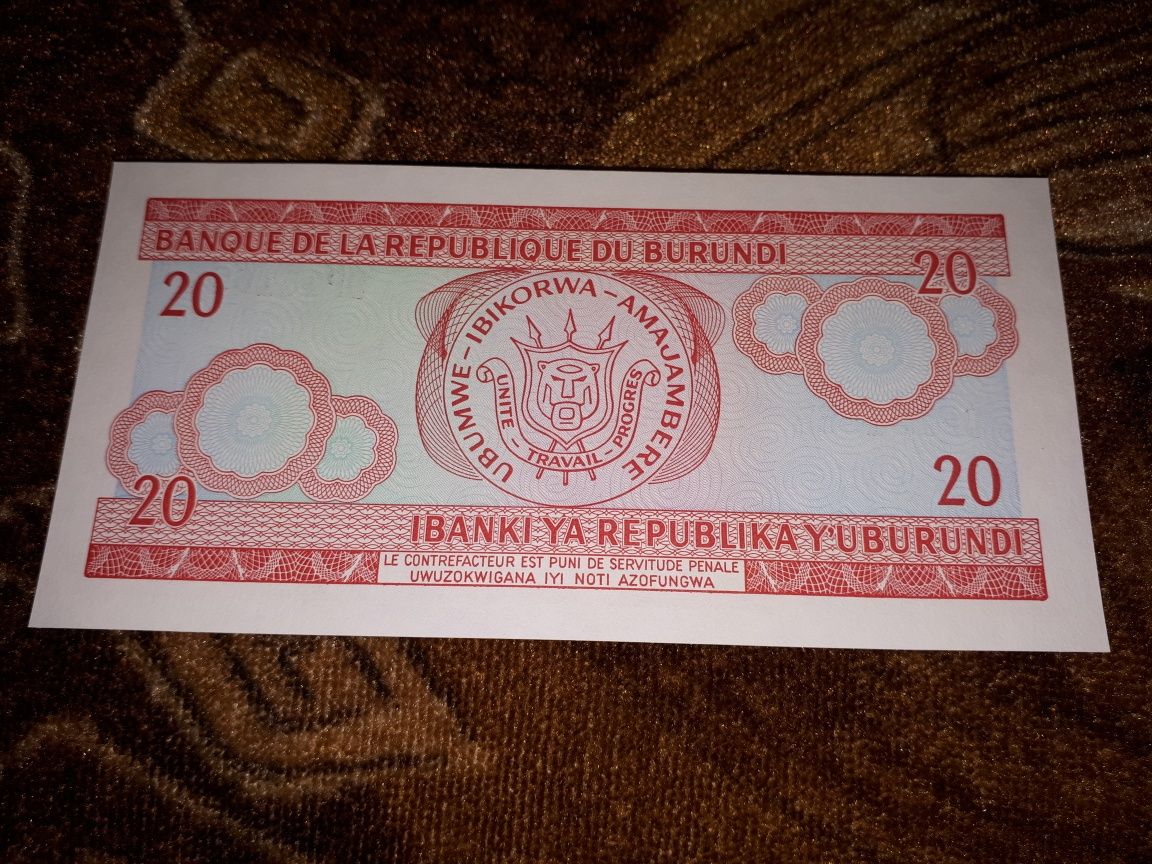 BANQUE DE LA REPUBLIQUE DU BURUNDI
20
20
UBUMWE - IBIKORWA - AMAJAMBERE
UNITE - TRAVAIL - PROGRES
20
20
IBANKI YA REPUBLIKA Y'UBURUNDI
LE CONTREFACTEUR EST PUNI DE SERVITUDE PENALE
UWUZOKWIGANA IYI NOTI AZOFUNGWA